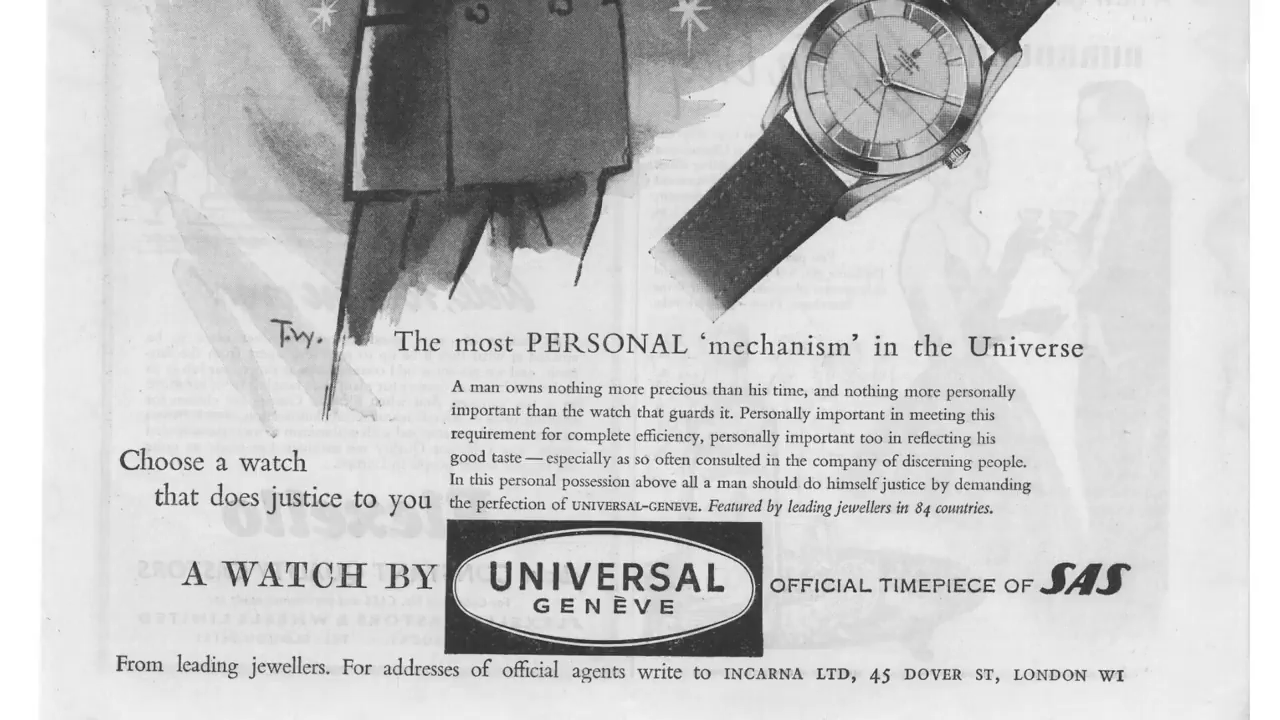 T.W.
The most PERSONAL ‘mechanism’ in the Universe
A man owns nothing more precious than his time, and nothing more personally
important than the watch that guards it. Personally important in meeting this
requirement for complete efficiency, personally important too in reflecting his
good taste — especially as so often consulted in the company of discerning people.
In this personal possession above all a man should do himself justice by demanding
the perfection of UNIVERSAL-GENEVE. Featured by leading jewellers in 84 countries.
Choose a watch
that does justice to you
A WATCH BY
UNIVERSAL
GENÈVE
OFFICIAL TIMEPIECE OF SAS
From leading jewellers. For addresses of official agents write to INCARNA LTD, 45 DOVER ST, LONDON W1